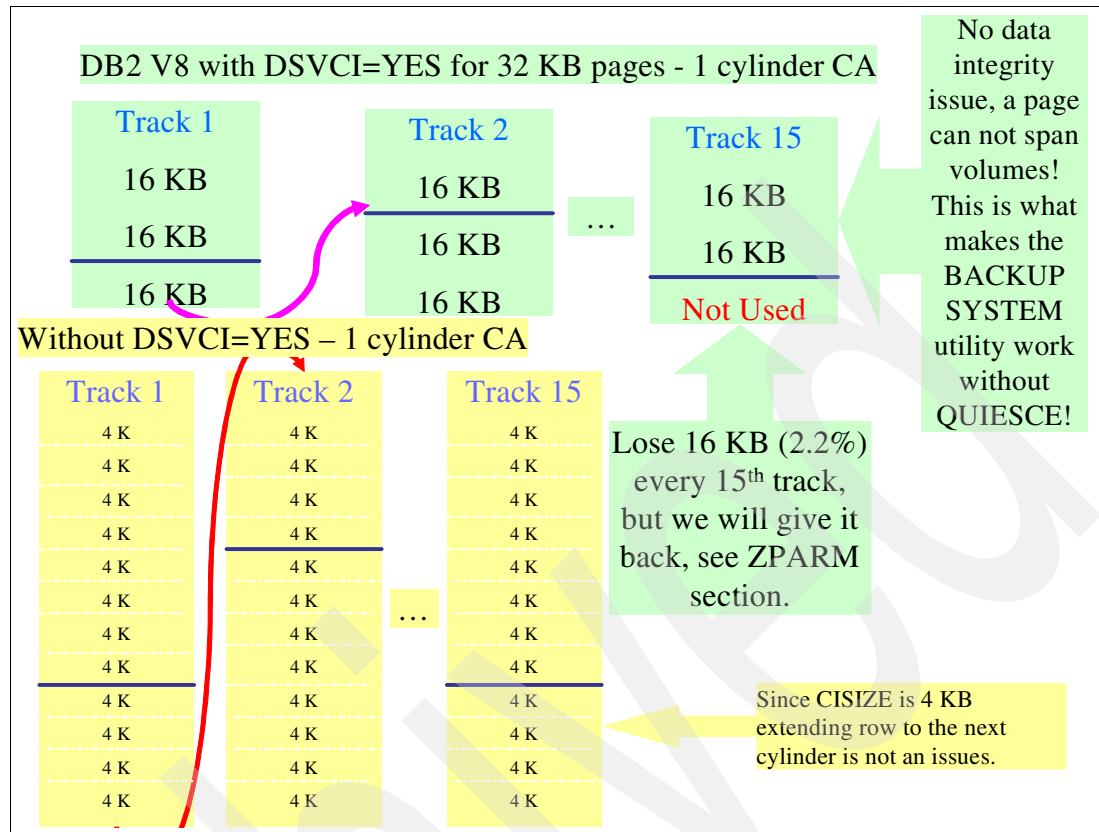 DB2 V8 with DSVCI=YES for 32 KB pages - 1 cylinder CA
Track 1
16 KB
16 KB
16 KB
Track 2
16 KB
16 KB
16 KB
…
Track 15
16 KB
16 KB
Not Used
No data
integrity
issue, a page
can not span
volumes!
This is what
makes the
BACKUP
SYSTEM
utility work
without
QUIESCE!
Without DSVCI=YES – 1 cylinder CA
Track 1
4 K
4 K
4 K
4 K
4 K
4 K
4 K
4 K
4 K
4 K
4 K
4 K
Track 2
4 K
4 K
4 K
4 K
4 K
4 K
4 K
4 K
4 K
4 K
4 K
4 K
…
Track 15
4 K
4 K
4 K
4 K
4 K
4 K
4 K
4 K
4 K
4 K
4 K
4 K
Lose 16 KB (2.2%)
every 15th track,
but we will give it
back, see ZPARM
section.
Since CISIZE is 4 KB
extending row to the next
cylinder is not an issues.